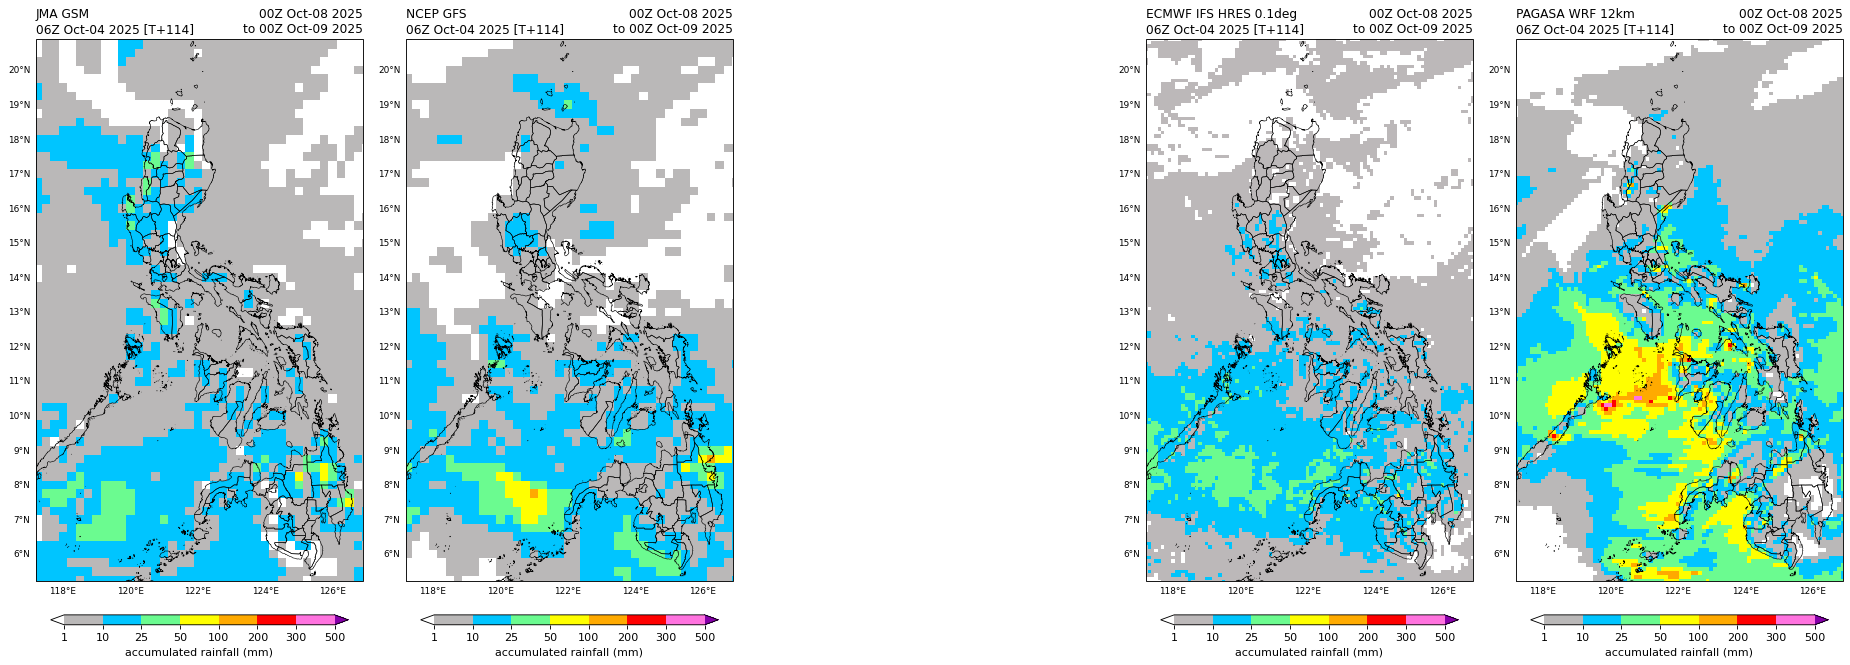 JMA GSM 00Z Oct-08 2025
06Z Oct-04 2025 [T+114] to 00Z Oct-09 2025
20°N
19°N
18°N
17°N
16°N
15°N
14°N
13°N
12°N
11°N
10°N
9°N
8°N
7°N
6°N
118°E 120°E 122°E 124°E 126°E
1 10 25 50 100 200 300 500
accumulated rainfall (mm)
NCEP GFS 00Z Oct-08 2025
06Z Oct-04 2025 [T+114] to 00Z Oct-09 2025
20°N
19°N
18°N
17°N
16°N
15°N
14°N
13°N
12°N
11°N
10°N
9°N
8°N
7°N
6°N
118°E 120°E 122°E 124°E 126°E
1 10 25 50 100 200 300 500
accumulated rainfall (mm)
ECMWF IFS HRES 0.1deg 00Z Oct-08 2025
06Z Oct-04 2025 [T+114] to 00Z Oct-09 2025
20°N
19°N
18°N
17°N
16°N
15°N
14°N
13°N
12°N
11°N
10°N
9°N
8°N
7°N
6°N
118°E 120°E 122°E 124°E 126°E
1 10 25 50 100 200 300 500
accumulated rainfall (mm)
PAGASA WRF 12km 00Z Oct-08 2025
06Z Oct-04 2025 [T+114] to 00Z Oct-09 2025
20°N
19°N
18°N
17°N
16°N
15°N
14°N
13°N
12°N
11°N
10°N
9°N
8°N
7°N
6°N
118°E 120°E 122°E 124°E 126°E
1 10 25 50 100 200 300 500
accumulated rainfall (mm)